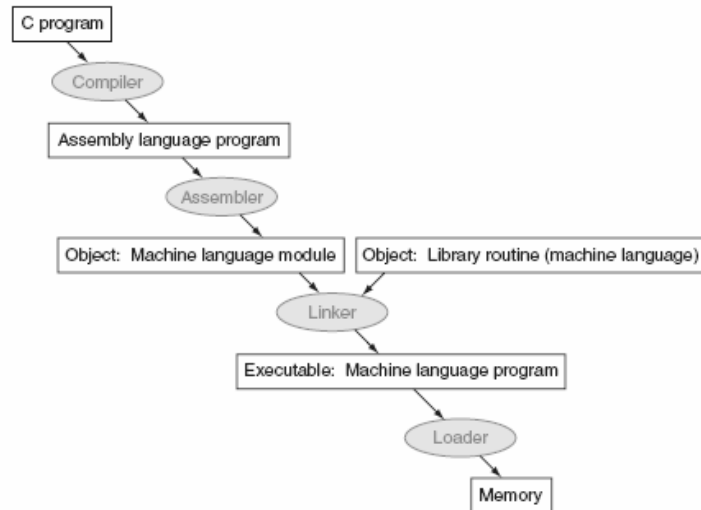 C program
Compiler
Assembly language program
Assembler
Object: Machine language module
Object: Library routine (machine language)
Linker
Executable: Machine language program
Loader
Memory